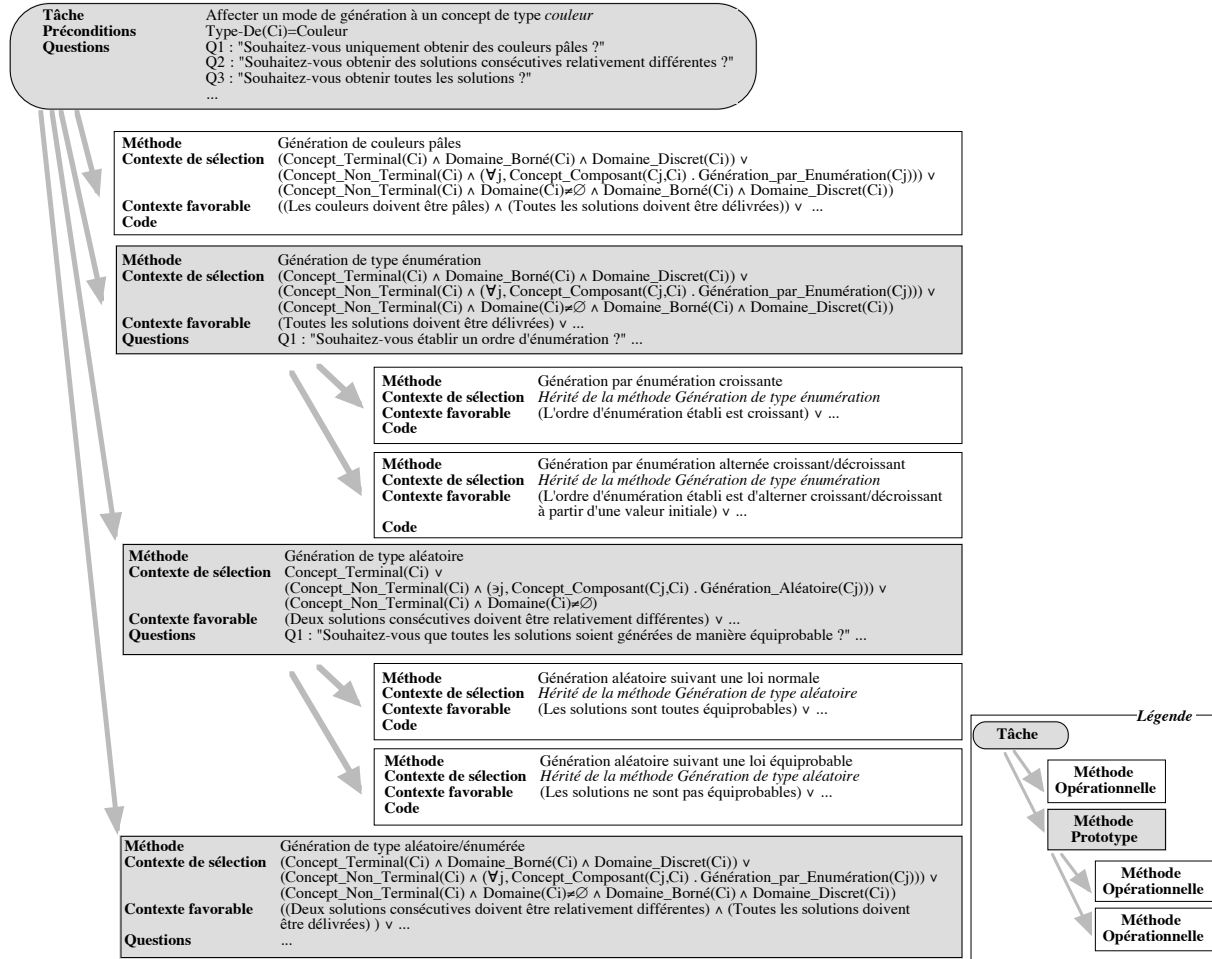 Tâche Affecter un mode de génération à un concept de type couleur
Préconditions Type-De(Ci)=Couleur
Questions Q1 : "Souhaitez-vous uniquement obtenir des couleurs pâles ?"
Q2 : "Souhaitez-vous obtenir des solutions consécutives relativement différentes ?"
Q3 : "Souhaitez-vous obtenir toutes les solutions ?"
...
Méthode Génération de couleurs pâles
Contexte de sélection (Concept_Terminal(Ci) ∧ Domaine_Borné(Ci) ∧ Domaine_Discret(Ci)) ∨
(Concept_Non_Terminal(Ci) ∧ (∀j, Concept_Composant(Cj,Ci) . Génération_par_Enumération(Cj))) ∨
(Concept_Non_Terminal(Ci) ∧ Domaine(Ci)≠∅ ∧ Domaine_Borné(Ci) ∧ Domaine_Discret(Ci))
Contexte favorable ((Les couleurs doivent être pâles) ∧ (Toutes les solutions doivent être délivrées)) ∨ ...
Code
Méthode Génération de type énumération
Contexte de sélection (Concept_Terminal(Ci) ∧ Domaine_Borné(Ci) ∧ Domaine_Discret(Ci)) ∨
(Concept_Non_Terminal(Ci) ∧ (∀j, Concept_Composant(Cj,Ci) . Génération_par_Enumération(Cj))) ∨
(Concept_Non_Terminal(Ci) ∧ Domaine(Ci)≠∅ ∧ Domaine_Borné(Ci) ∧ Domaine_Discret(Ci))
Contexte favorable (Toutes les solutions doivent être délivrées) ∨ ...
Questions Q1 : "Souhaitez-vous établir un ordre d'énumération ?" ...
Méthode Génération par énumération croissante
Contexte de sélection Hérité de la méthode Génération de type énumération
Contexte favorable (L'ordre d'énumération établi est croissant) ∨ ...
Code
Méthode Génération par énumération alternée croissant/décroissant
Contexte de sélection Hérité de la méthode Génération de type énumération
Contexte favorable (L'ordre d'énumération établi est d'alterner croissant/décroissant
à partir d'une valeur initiale) ∨ ...
Code
Méthode Génération de type aléatoire
Contexte de sélection Concept_Terminal(Ci) ∨
(Concept_Non_Terminal(Ci) ∧ (∍j, Concept_Composant(Cj,Ci) . Génération_Aléatoire(Cj))) ∨
(Concept_Non_Terminal(Ci) ∧ Domaine(Ci)≠∅)
Contexte favorable (Deux solutions consécutives doivent être relativement différentes) ∨ ...
Questions Q1 : "Souhaitez-vous que toutes les solutions soient générées de manière équiprobable ?" ...
Méthode Génération aléatoire suivant une loi normale
Contexte de sélection Hérité de la méthode Génération de type aléatoire
Contexte favorable (Les solutions sont toutes équiprobables) ∨ ...
Code
Méthode Génération aléatoire suivant une loi équiprobable
Contexte de sélection Hérité de la méthode Génération de type aléatoire
Contexte favorable (Les solutions ne sont pas équiprobables) ∨ ...
Code
Méthode Génération de type aléatoire/énumérée
Contexte de sélection (Concept_Terminal(Ci) ∧ Domaine_Borné(Ci) ∧ Domaine_Discret(Ci)) ∨
(Concept_Non_Terminal(Ci) ∧ (∀j, Concept_Composant(Cj,Ci) . Génération_par_Enumération(Cj))) ∨
(Concept_Non_Terminal(Ci) ∧ Domaine(Ci)≠∅ ∧ Domaine_Borné(Ci) ∧ Domaine_Discret(Ci))
Contexte favorable ((Deux solutions consécutives doivent être relativement différentes) ∧ (Toutes les solutions doivent
être délivrées) ) ∨ ...
Questions ...
Légende
Tâche
Méthode
Opérationnelle
Méthode
Prototype
Méthode
Opérationnelle
Méthode
Opérationnelle